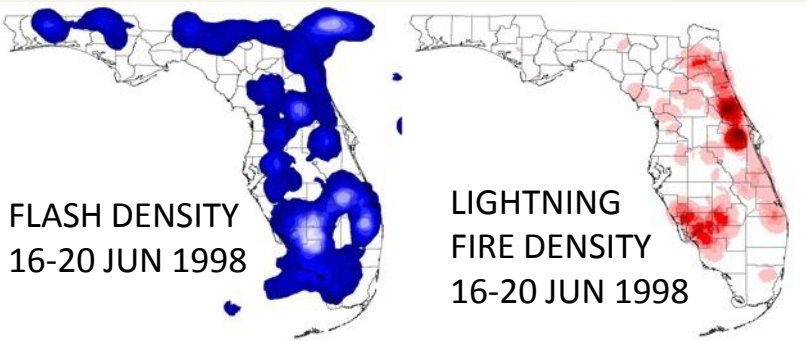 FLASH DENSITY
16-20 JUN 1998
LIGHTNING
FIRE DENSITY
16-20 JUN 1998